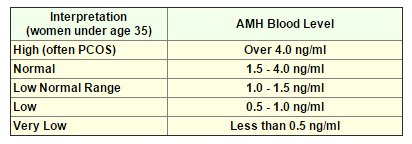 Interpretation
(women under age 35)
AMH Blood Level
High (often PCOS)
Over 4.0 ng/ml
Normal
1.5 - 4.0 ng/ml
Low Normal Range
1.0 - 1.5 ng/ml
Low
0.5 - 1.0 ng/ml
Very Low
Less than 0.5 ng/ml